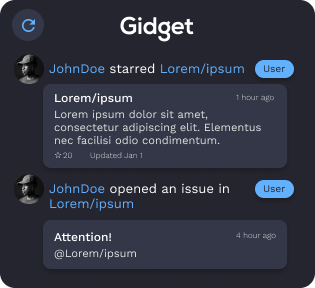 Gidget
JohnDoe starred Lorem/ipsum
User
Lorem/ipsum
1 hour ago
Lorem ipsum dolor sit amet,
consectetur adipiscing elit. Elementus
nec facilisi odio condimentum.
☆20 Updated Jan 1
JohnDoe opened an issue in
Lorem/ipsum
User
Attention!
4 hour ago
@Lorem/ipsum